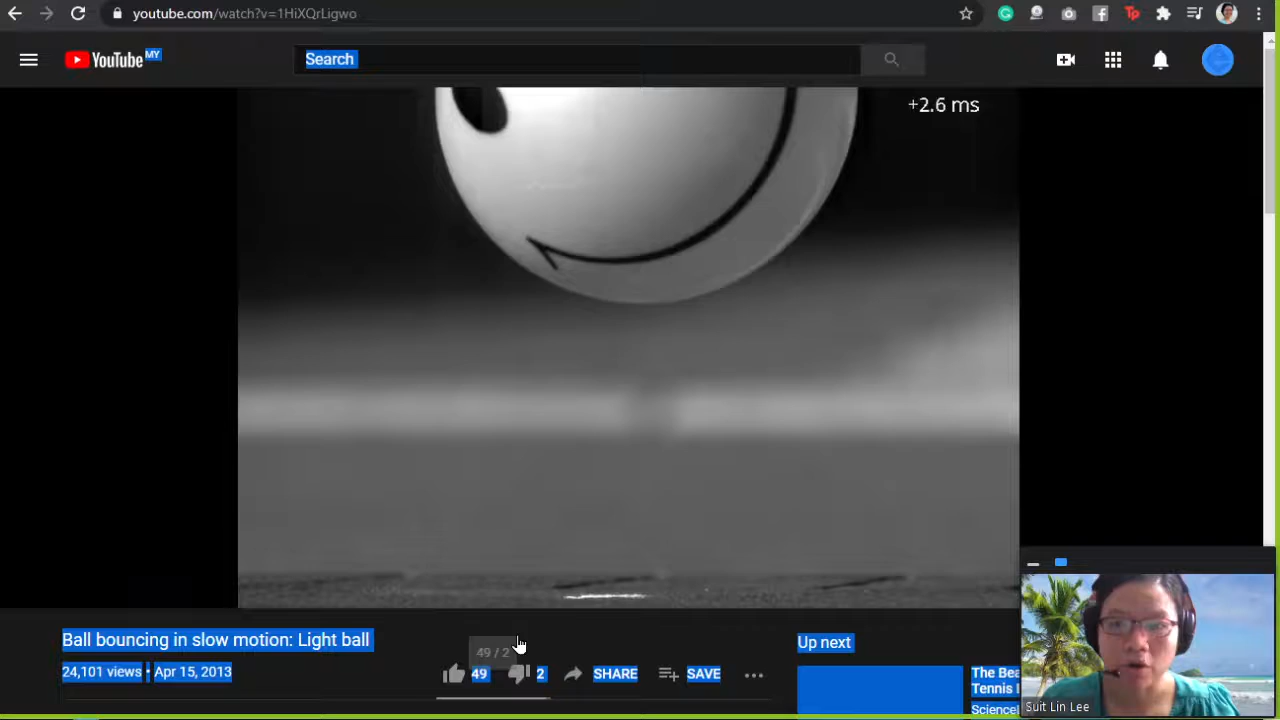 youtube.com/watch?v=1HiXQrLigwo
YouTube MY
Search
+2.6 ms
49 / 2
Ball bouncing in slow motion: Light ball
24,101 views • Apr 15, 2013
49 2 SHARE SAVE
Up next
The Bea
Tennis
Science
Suit Lin Lee